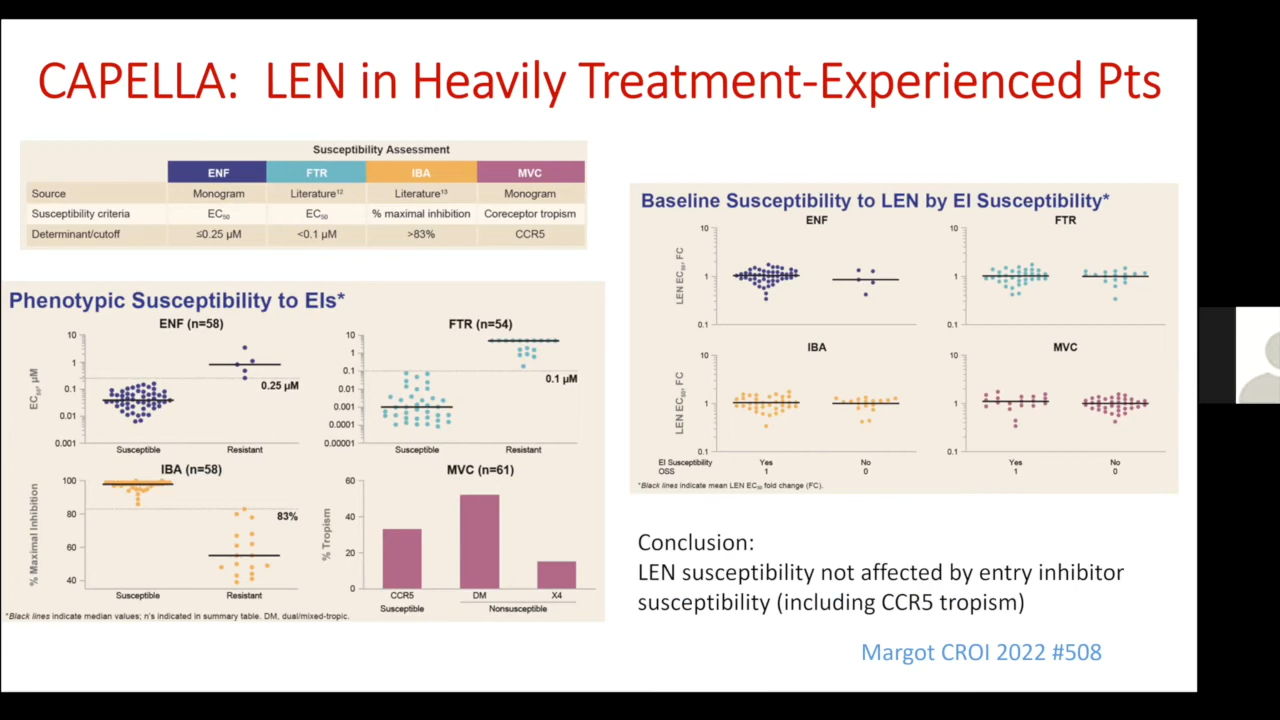 CAPELLA: LEN in Heavily Treatment-Experienced Pts
Susceptibility Assessment
ENF FTR IBA MVC
Source Monogram Literature¹² Literature¹³ Monogram
Susceptibility criteria EC₅₀ EC₅₀ % maximal inhibition Coreceptor tropism
Determinant/cutoff ≤0.25 µM <0.1 µM >83% CCR5
Phenotypic Susceptibility to EIs*
ENF (n=58)
EC₅₀, µM
10
1
0.1
0.01
0.001
0.25 µM
Susceptible Resistant
FTR (n=54)
10
1
0.1
0.01
0.001
0.0001
0.00001
0.1 µM
Susceptible Resistant
IBA (n=58)
% Maximal Inhibition
100
80
60
40
83%
Susceptible Resistant
MVC (n=61)
% Tropism
60
40
20
0
CCR5 DM X4
Susceptible Nonsusceptible
*Black lines indicate median values; n's indicated in summary table. DM, dual/mixed-tropic.
Baseline Susceptibility to LEN by EI Susceptibility*
ENF
LEN EC₅₀, FC
10
1
0.1
FTR
10
1
0.1
IBA
LEN EC₅₀, FC
10
1
0.1
MVC
10
1
0.1
EI Susceptibility Yes No Yes No
OSS 1 0 1 0
*Black lines indicate mean LEN EC₅₀ fold change (FC).
Conclusion:
LEN susceptibility not affected by entry inhibitor
susceptibility (including CCR5 tropism)
Margot CROI 2022 #508